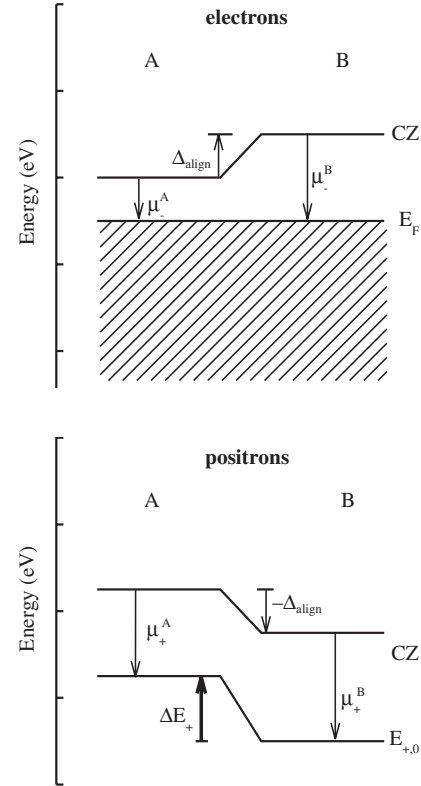 electrons
A B
CZ
Δalign
μ-A
μ-B
EF
Energy (eV)
positrons
A B
−Δalign
μ+A
CZ
μ+B
ΔE+
E+,0
Energy (eV)